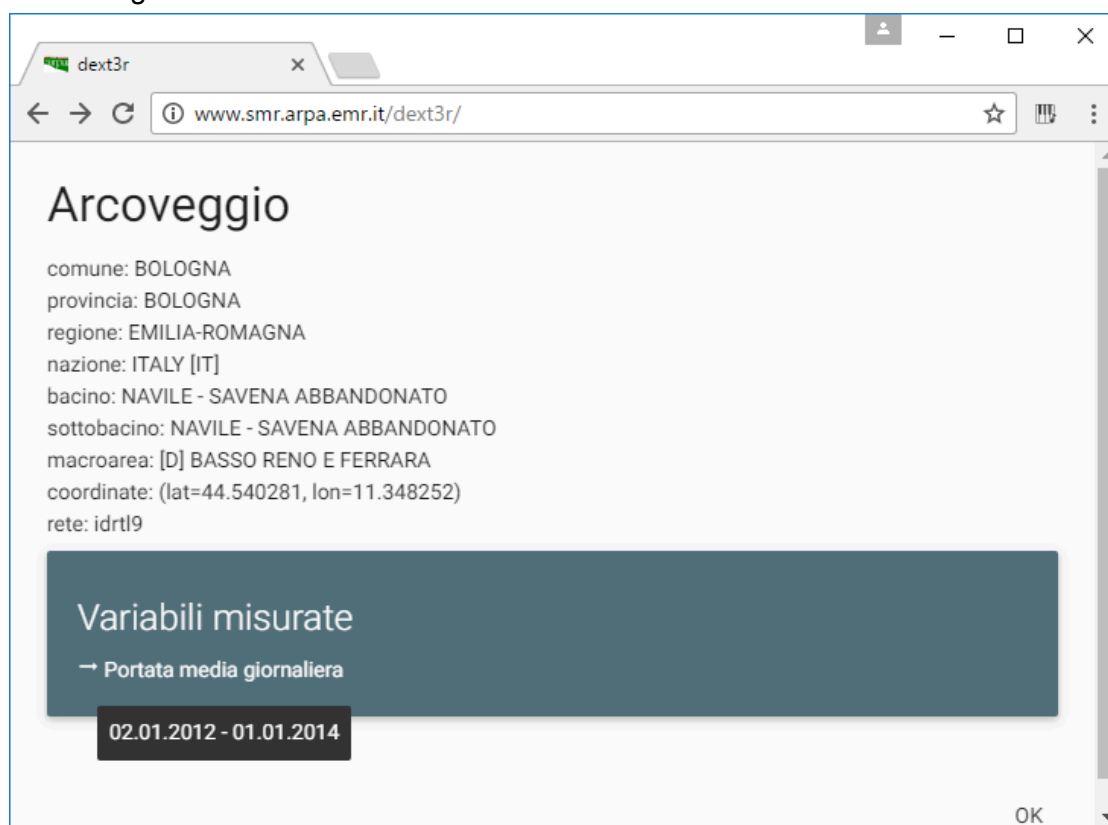 dext3r
www.smr.arpa.emr.it/dext3r/
Arcoveggio
comune: BOLOGNA
provincia: BOLOGNA
regione: EMILIA-ROMAGNA
nazione: ITALY [IT]
bacino: NAVILE - SAVENA ABBANDONATO
sottobacino: NAVILE - SAVENA ABBANDONATO
macroarea: [D] BASSO RENO E FERRARA
coordinate: (lat=44.540281, lon=11.348252)
rete: idrtl9
Variabili misurate
→ Portata media giornaliera
02.01.2012 - 01.01.2014
OK